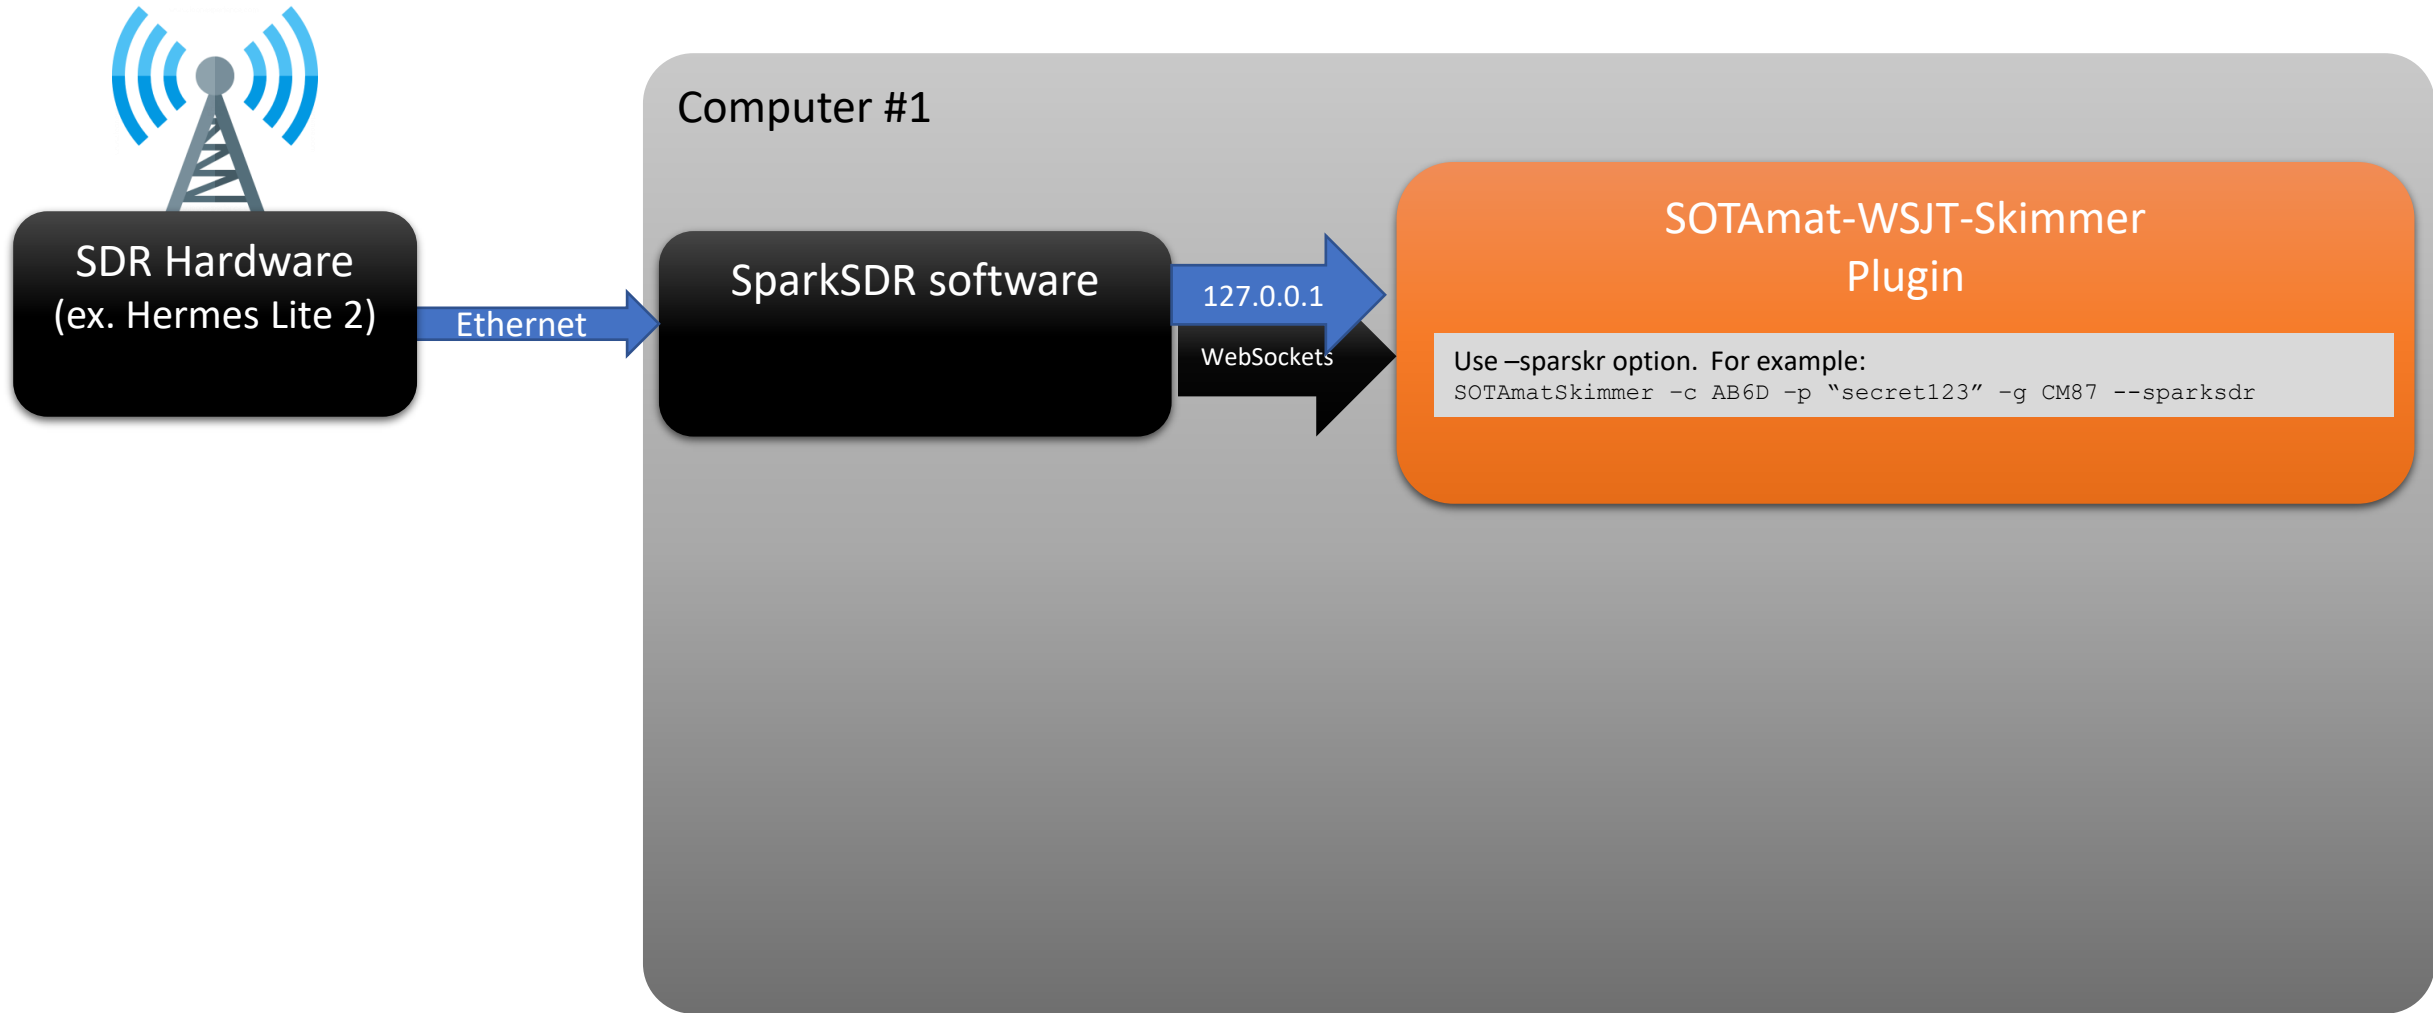 Computer #1
SDR Hardware
(ex. Hermes Lite 2)
Ethernet
SparkSDR software
127.0.0.1
WebSockets
SOTAmat-WSJT-Skimmer
Plugin
Use –sparskr option.  For example:
SOTAmatSkimmer –c AB6D –p “secret123” –g CM87 --sparksdr